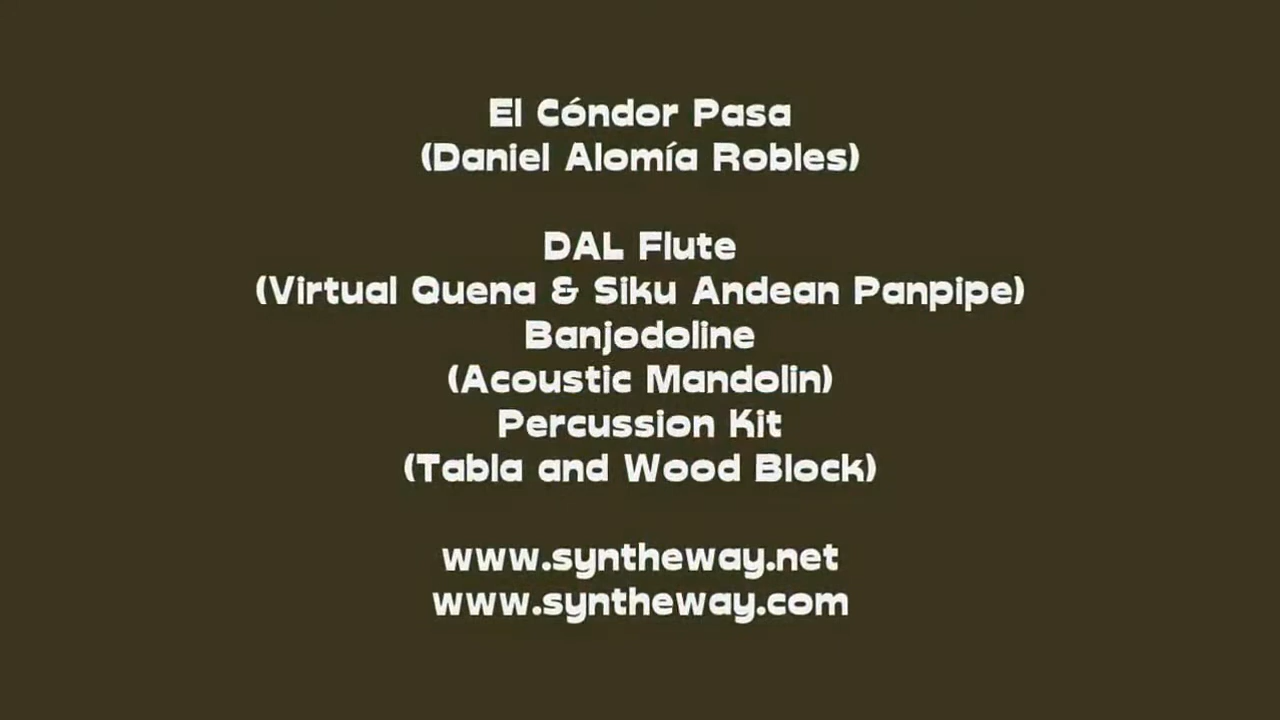 El Cóndor Pasa
(Daniel Alomía Robles)
DAL Flute
(Virtual Quena & Siku Andean Panpipe)
Banjodoline
(Acoustic Mandolin)
Percussion Kit
(Tabla and Wood Block)
www.syntheway.net
www.syntheway.com